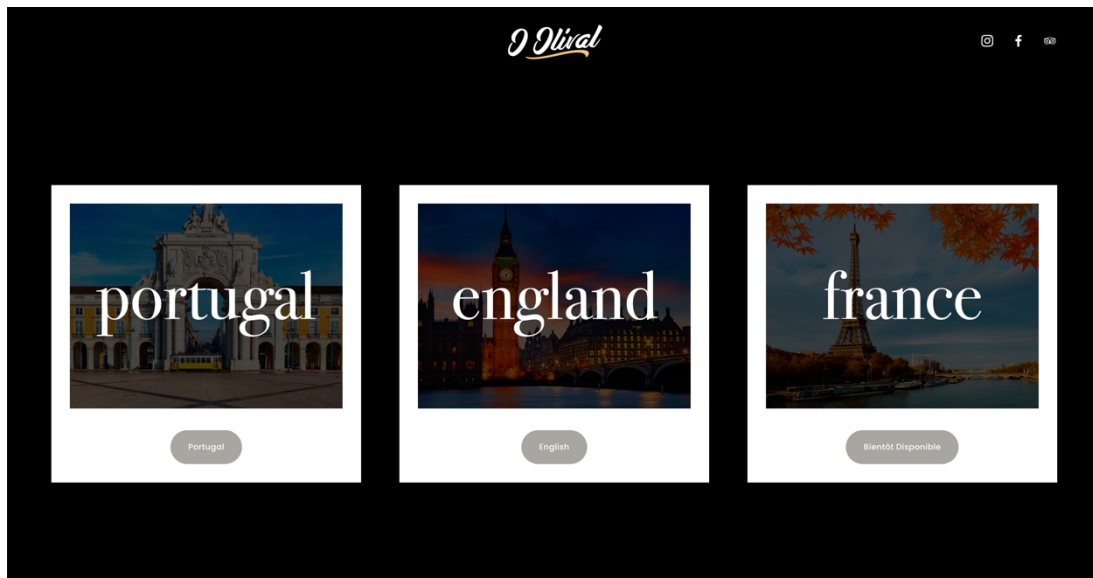 O Olival
portugal
england
france
Portugal
English
Bientôt Disponible